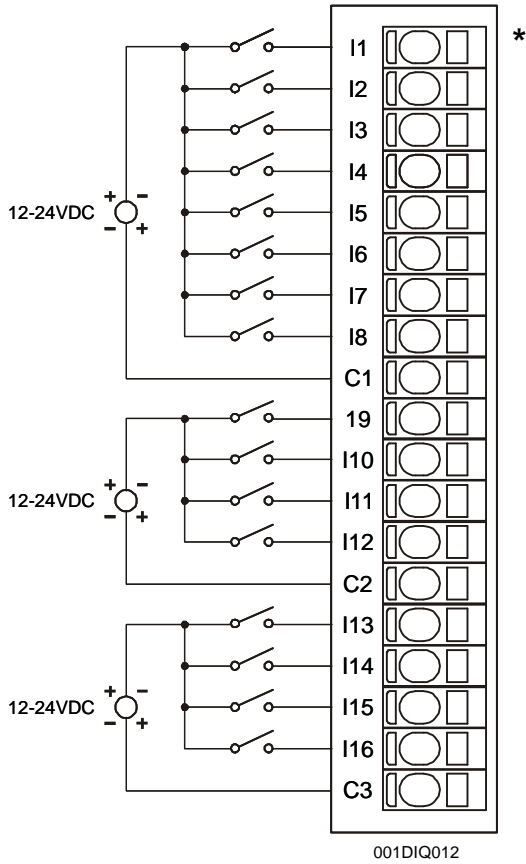 *
I1
I2
I3
I4
+ −
12-24VDC
− +
I5
I6
I7
I8
C1
19
I10
+ −
12-24VDC
− +
I11
I12
C2
I13
I14
+ −
12-24VDC
− +
I15
I16
C3
001DIQ012